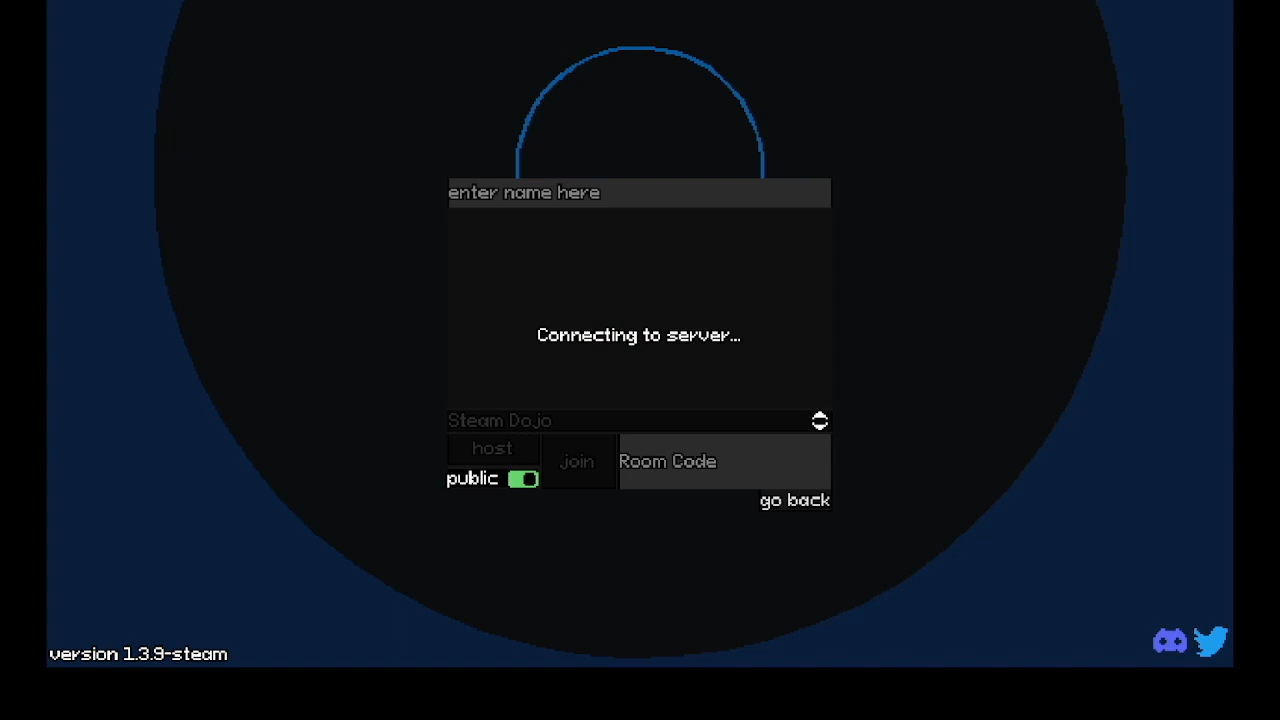 enter name here
Connecting to server...
Steam Dojo
host
join
Room Code
public
go back
version 1.3.9-steam